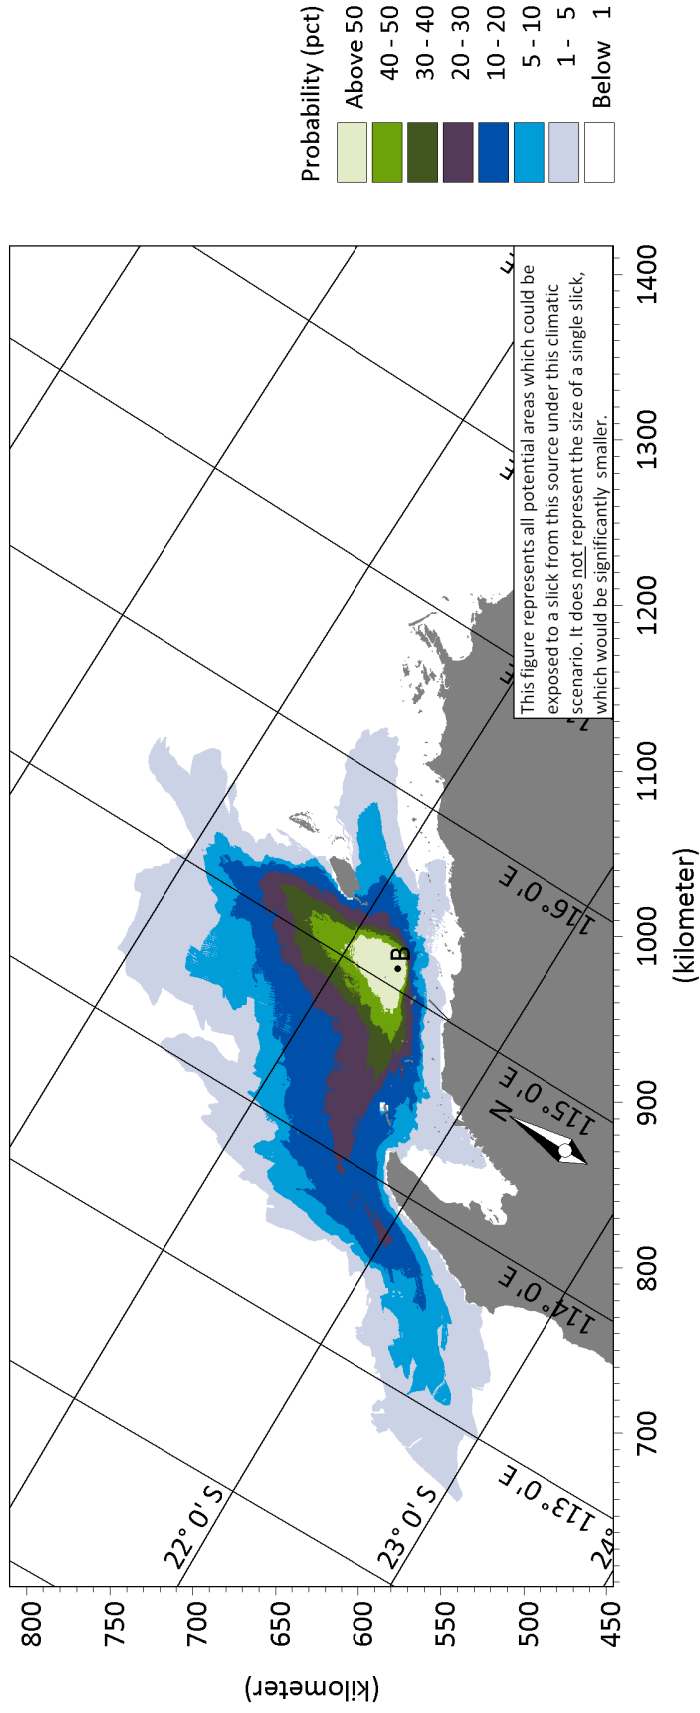 Probability (pct)
Above 50
40 - 50
30 - 40
20 - 30
10 - 20
5 - 10
1 - 5
Below 1
800
750
700
650
600
550
500
450
(kilometer)
22° 0' S
23° 0' S
24°
113° 0' E
114° 0' E
115° 0' E
116° 0' E
E
E
E
11
B
N
This figure represents all potential areas which could be
exposed to a slick from this source under this climatic
scenario. It does not represent the size of a single slick,
which would be significantly smaller.
700
800
900
1000
1100
1200
1300
1400
(kilometer)